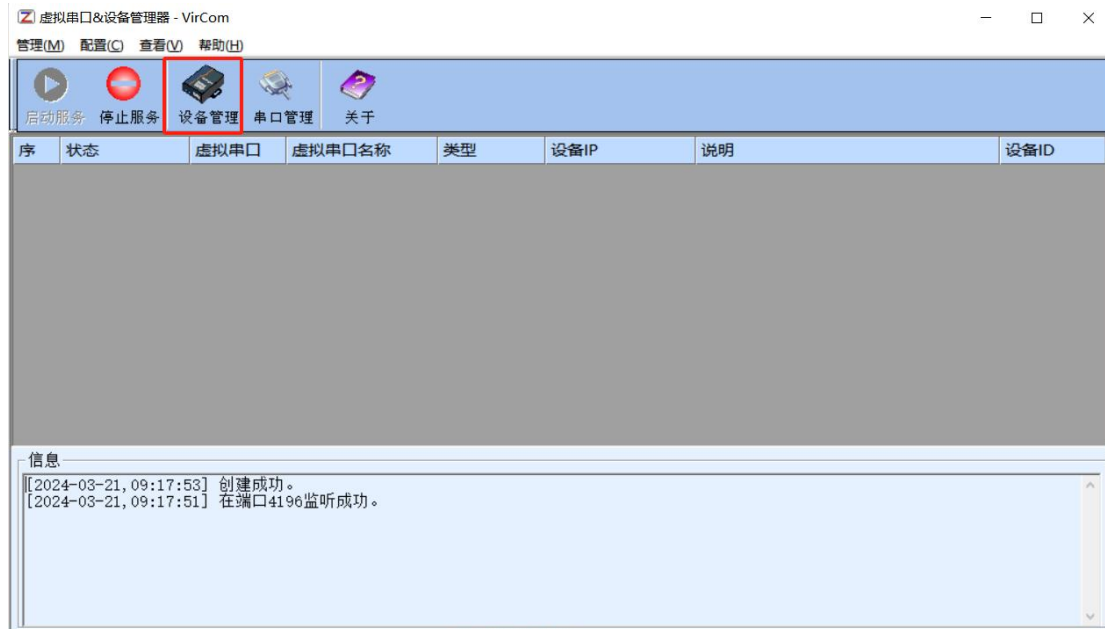 虚拟串口&设备管理器 - VirCom
管理(M) 配置(C) 查看(V) 帮助(H)
启动服务 停止服务 设备管理 串口管理 关于
序 状态 虚拟串口 虚拟串口名称 类型 设备IP 说明 设备ID
信息
[2024-03-21,09:17:53] 创建成功。
[2024-03-21,09:17:51] 在端口4196监听成功。